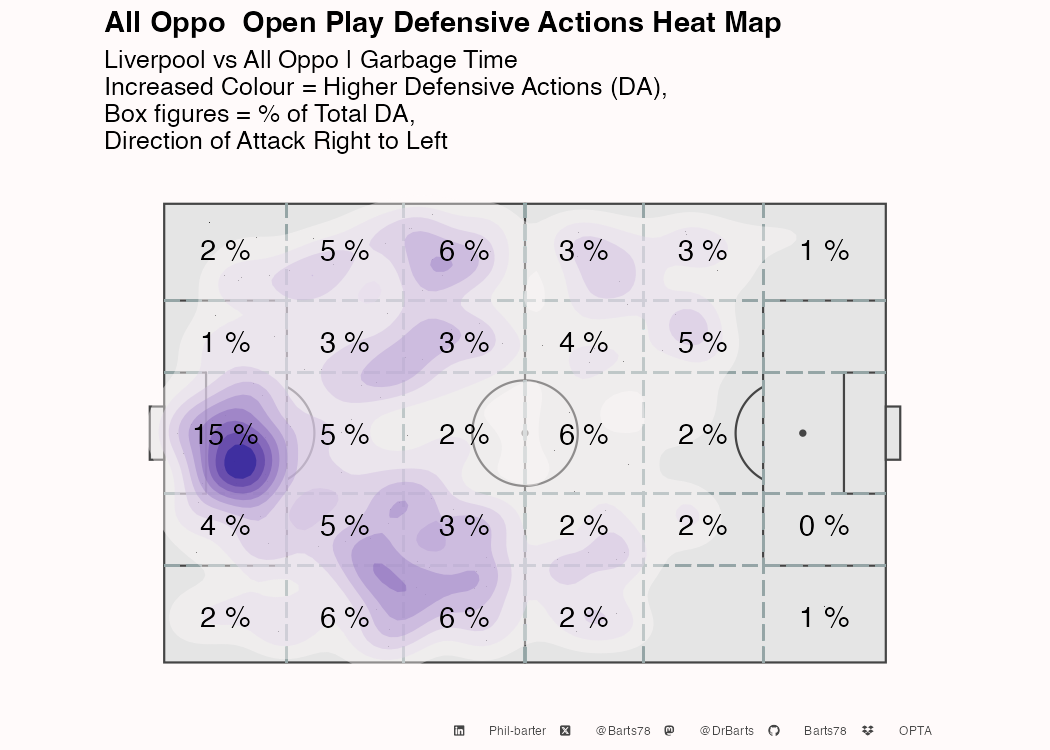 All Oppo  Open Play Defensive Actions Heat Map
Liverpool vs All Oppo | Garbage Time
Increased Colour = Higher Defensive Actions (DA),
Box figures = % of Total DA,
Direction of Attack Right to Left
2 % 5 % 6 % 3 % 3 % 1 %
1 % 3 % 3 % 4 % 5 %
15 % 5 % 2 % 6 % 2 %
4 % 5 % 3 % 2 % 2 % 0 %
2 % 6 % 6 % 2 % 1 %
Phil-barter @Barts78 @DrBarts Barts78 OPTA